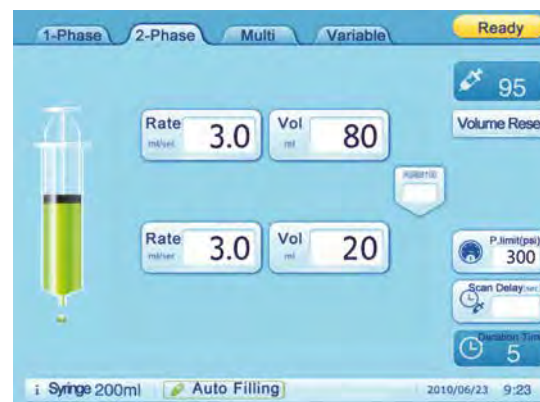 1-Phase 2-Phase Multi Variable Ready
95
Rate ml/sec 3.0 Vol ml 80
Volume Rese
Rate ml/sec 3.0 Vol ml 20
P.limit(psi)
300
Scan Delay
Duration Tim
5
i Syringe 200ml Auto Filling 2010/06/23 9:23